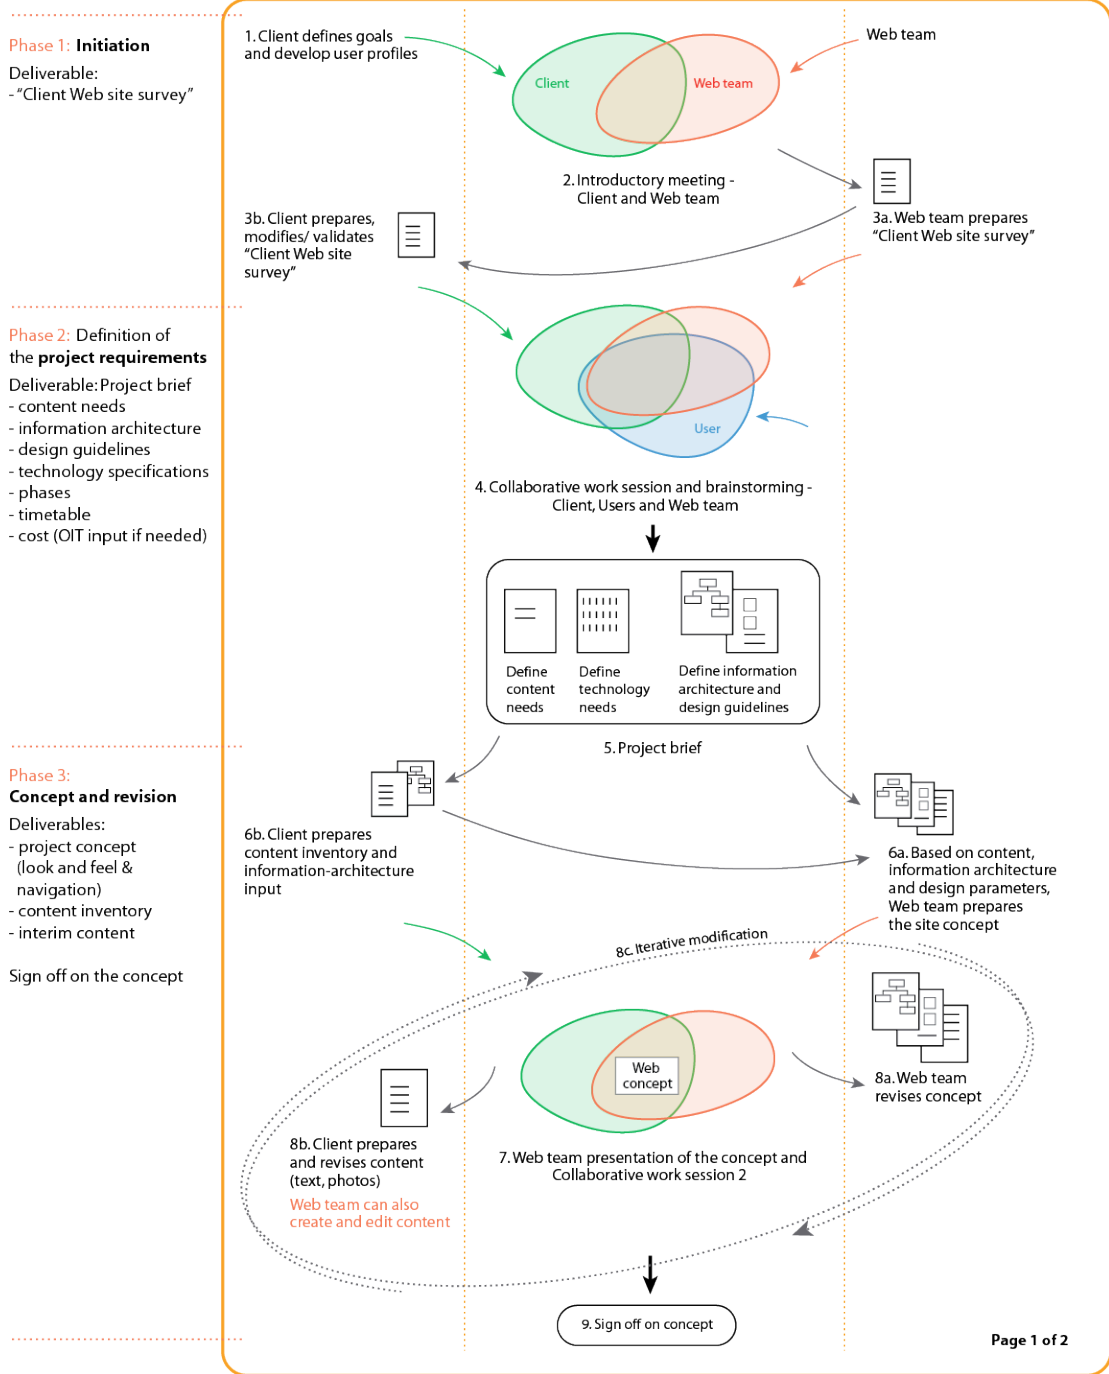 Phase 1: Initiation
Deliverable:
- “Client Web site survey”
1. Client defines goals
and develop user profiles
Web team
Client
Web team
2. Introductory meeting -
Client and Web team
3a. Web team prepares
“Client Web site survey”
3b. Client prepares,
modifies/ validates
“Client Web site
survey”
Phase 2: Definition of
the project requirements
Deliverable: Project brief
- content needs
- information architecture
- design guidelines
- technology specifications
- phases
- timetable
- cost (OIT input if needed)
User
4. Collaborative work session and brainstorming -
Client, Users and Web team
Define
content
needs
Define
technology
needs
Define information
architecture and
design guidelines
5. Project brief
Phase 3:
Concept and revision
Deliverables:
- project concept
(look and feel &
navigation)
- content inventory
- interim content
Sign off on the concept
6b. Client prepares
content inventory and
information-architecture
input
6a. Based on content,
information architecture
and design parameters,
Web team prepares
the site concept
8c. Iterative modification
Web
concept
8a. Web team
revises concept
8b. Client prepares
and revises content
(text, photos)
Web team can also
create and edit content
7. Web team presentation of the concept and
Collaborative work session 2
9. Sign off on concept
Page 1 of 2